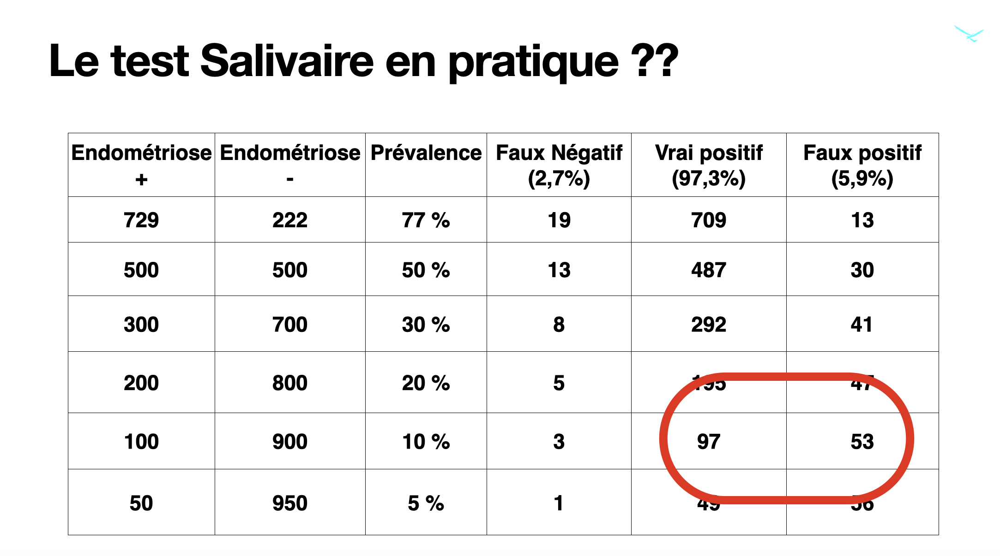 Le test Salivaire en pratique ??
Endométriose Endométriose Prévalence Faux Négatif Vrai positif Faux positif
+ - (2,7%) (97,3%) (5,9%)
729 222 77 % 19 709 13
500 500 50 % 13 487 30
300 700 30 % 8 292 41
200 800 20 % 5 195 47
100 900 10 % 3 97 53
50 950 5 % 1 49 56